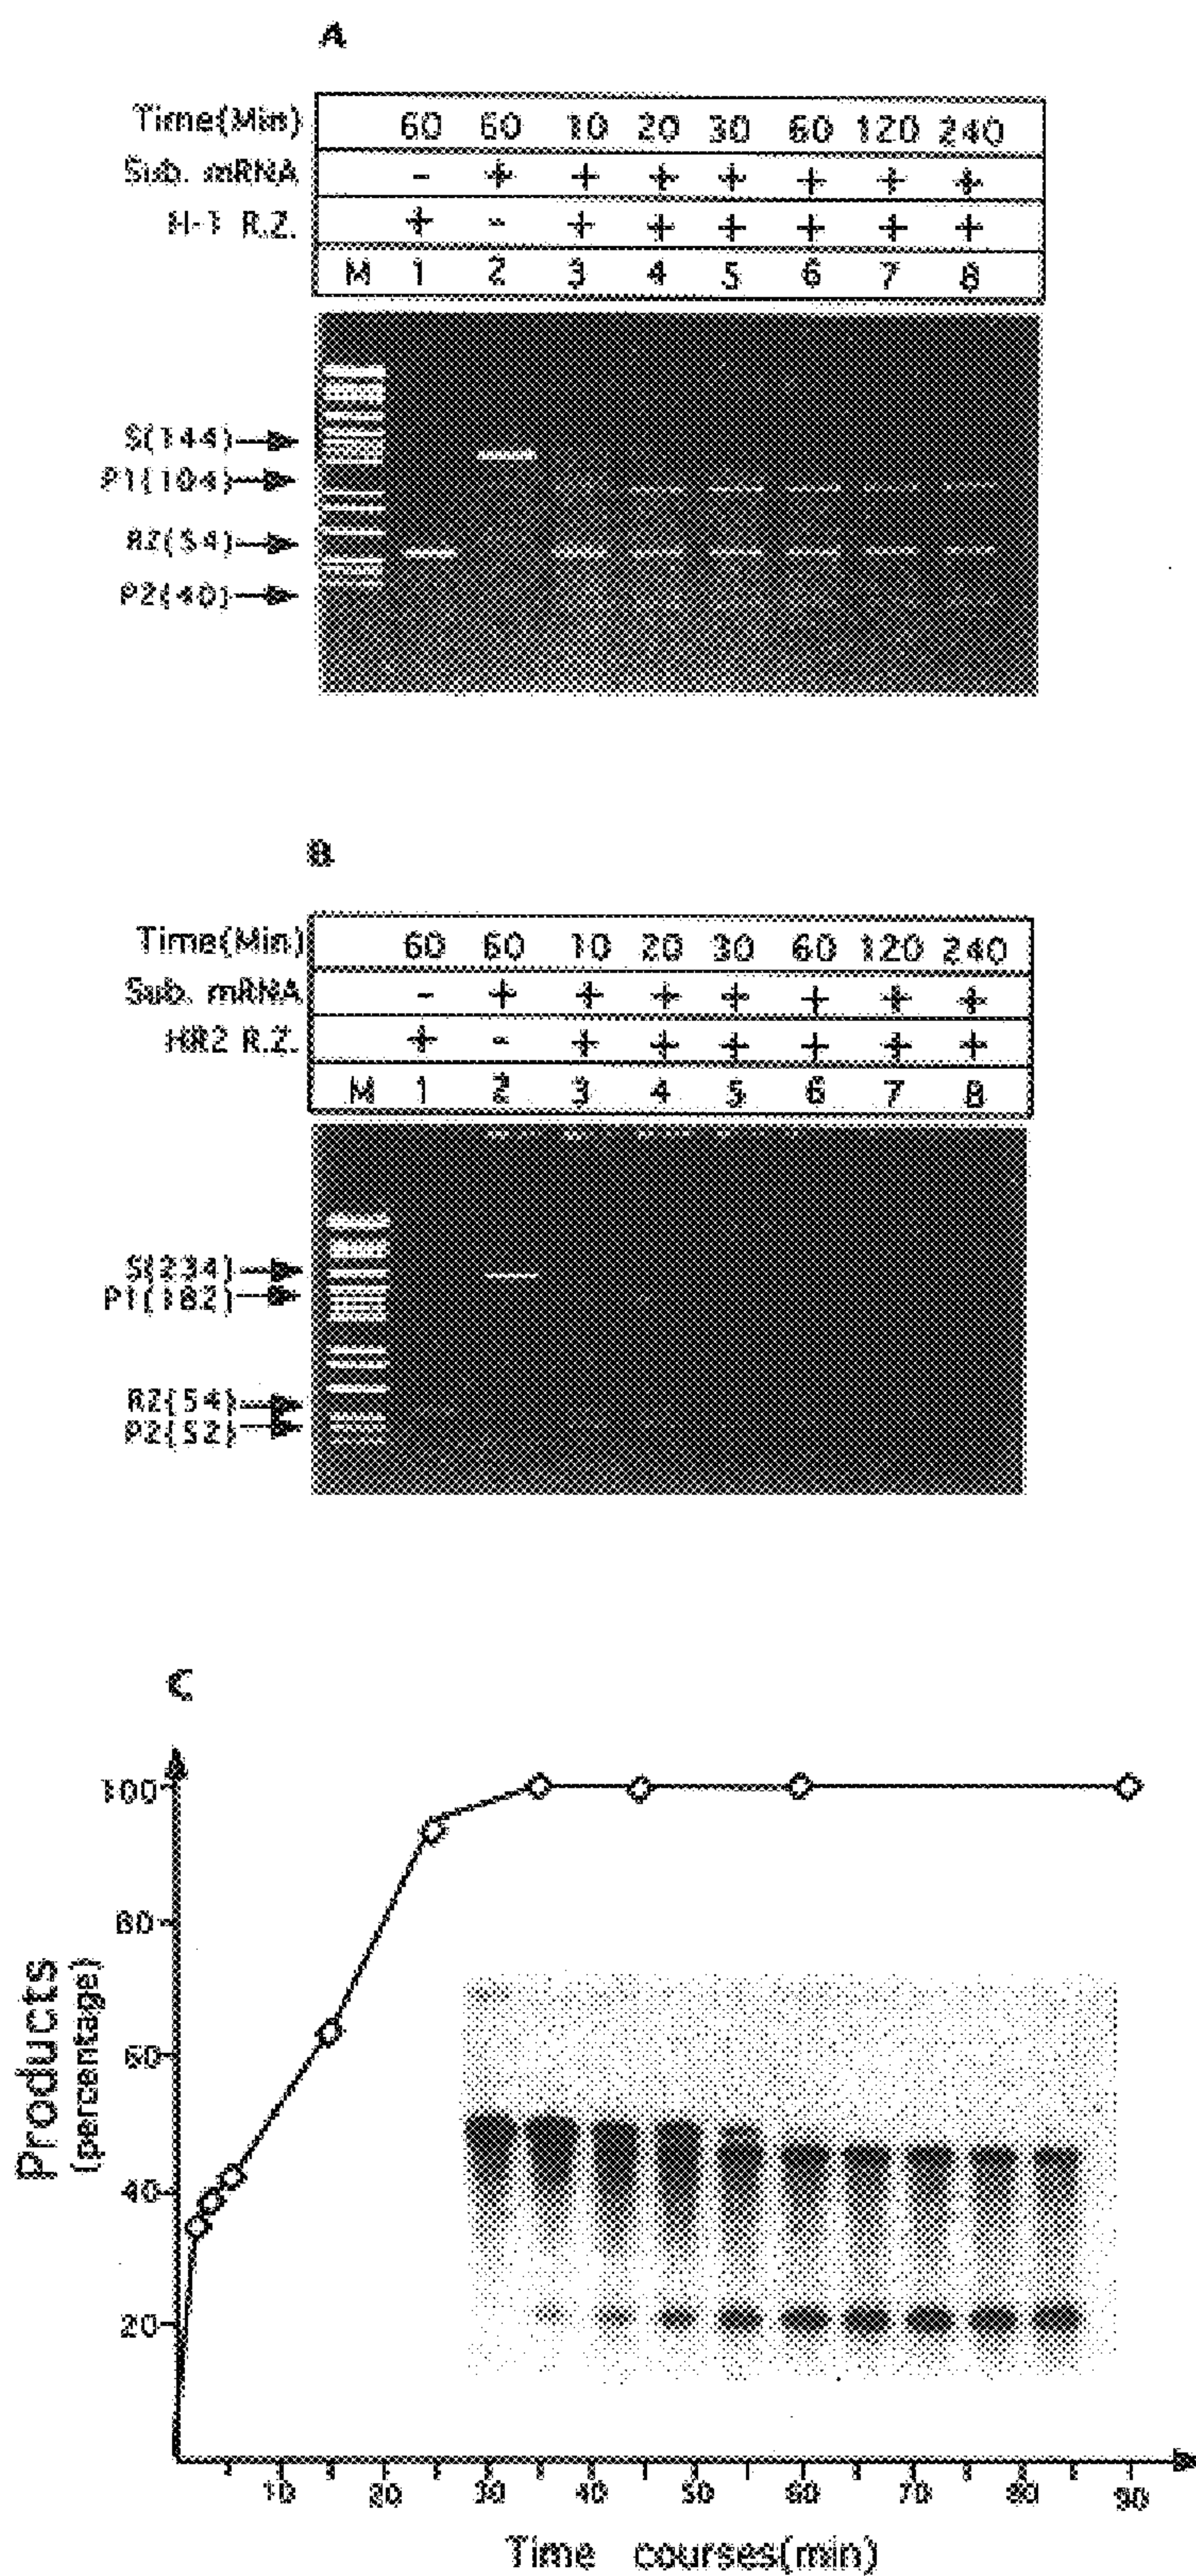 A
Time(Min) 60 60 10 20 30 60 120 240
Sub. mRNA - + + + + + + +
H-1 R.Z. + - + + + + + +
M 1 2 3 4 5 6 7 8
S(144)
P1(104)
RZ(54)
P2(40)
B
Time(Min) 60 60 10 20 30 60 120 240
Sub. mRNA - + + + + + + +
HR2 R.Z. + - + + + + + +
M 1 2 3 4 5 6 7 8
S(234)
P1(182)
RZ(54)
P2(52)
C
100
80
60
40
20
Products
(percentage)
10 20 30 40 50 60 70 80 90
Time courses(min)